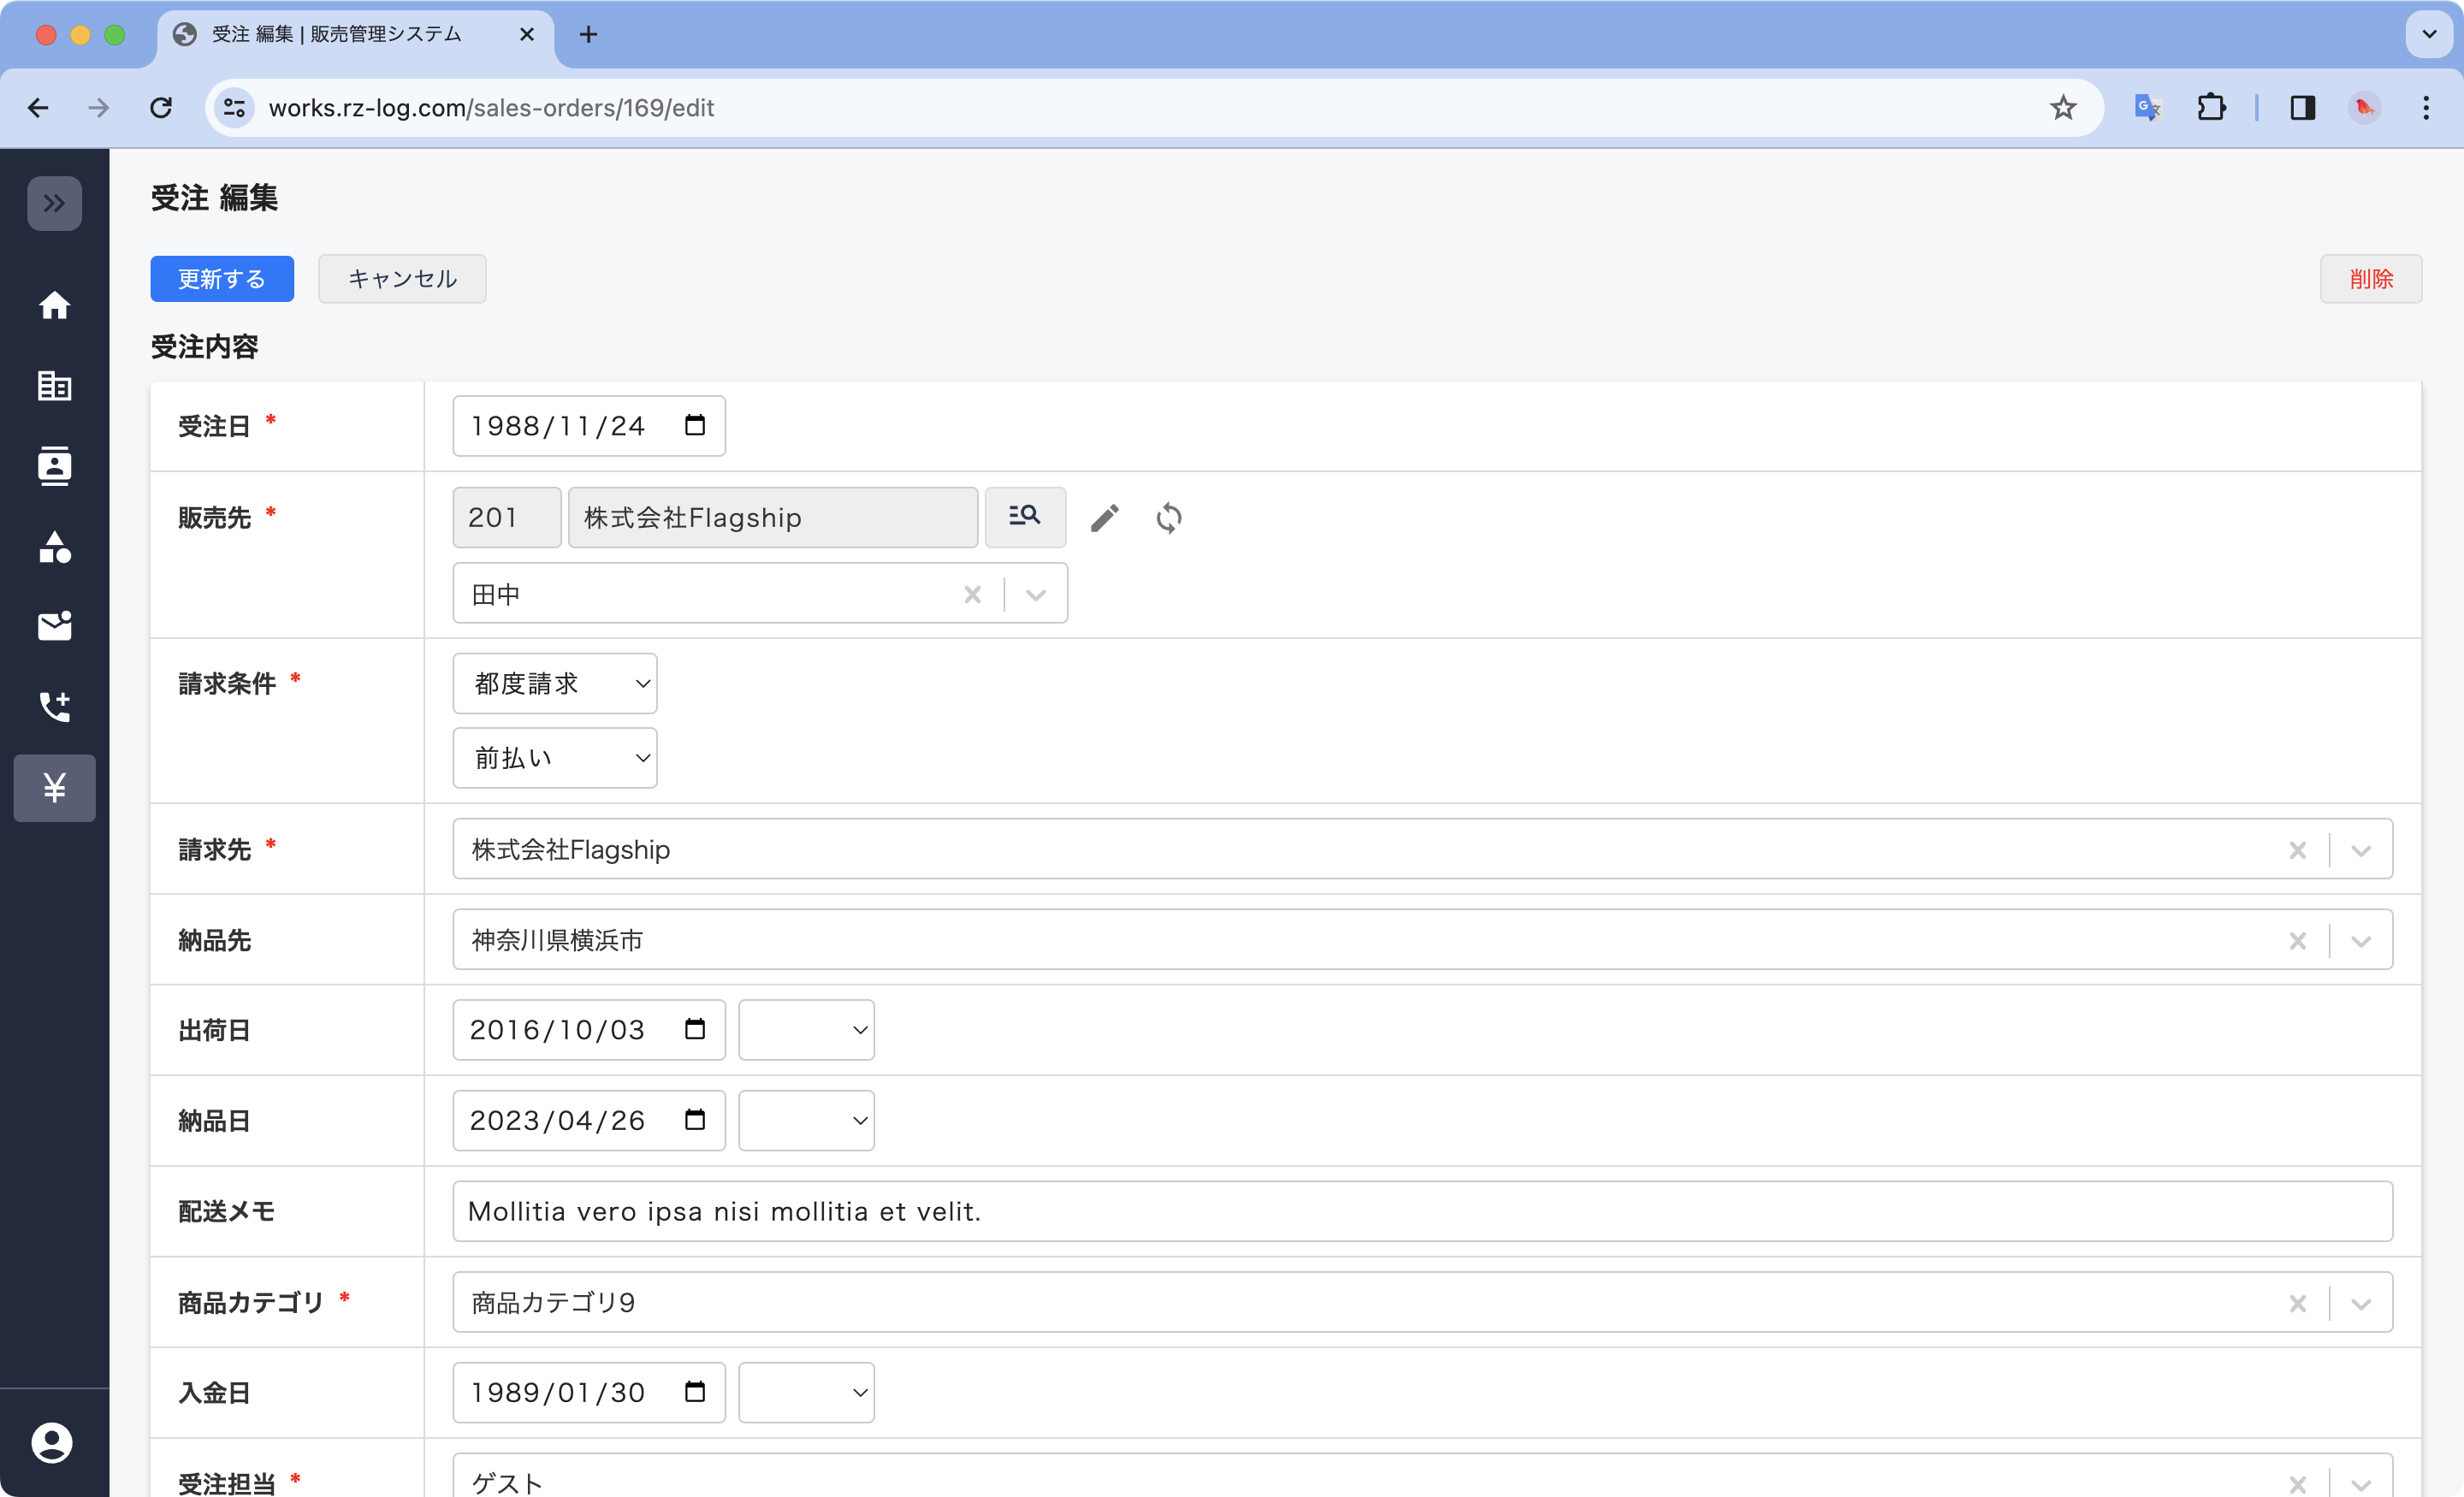 受注 編集 | 販売管理システム
works.rz-log.com/sales-orders/169/edit
受注 編集
更新する キャンセル 削除
受注内容
受注日 * 1988/11/24
販売先 * 201 株式会社Flagship
田中
請求条件 * 都度請求
前払い
請求先 * 株式会社Flagship
納品先 神奈川県横浜市
出荷日 2016/10/03
納品日 2023/04/26
配送メモ Mollitia vero ipsa nisi mollitia et velit.
商品カテゴリ * 商品カテゴリ9
入金日 1989/01/30
受注担当 * ゲスト